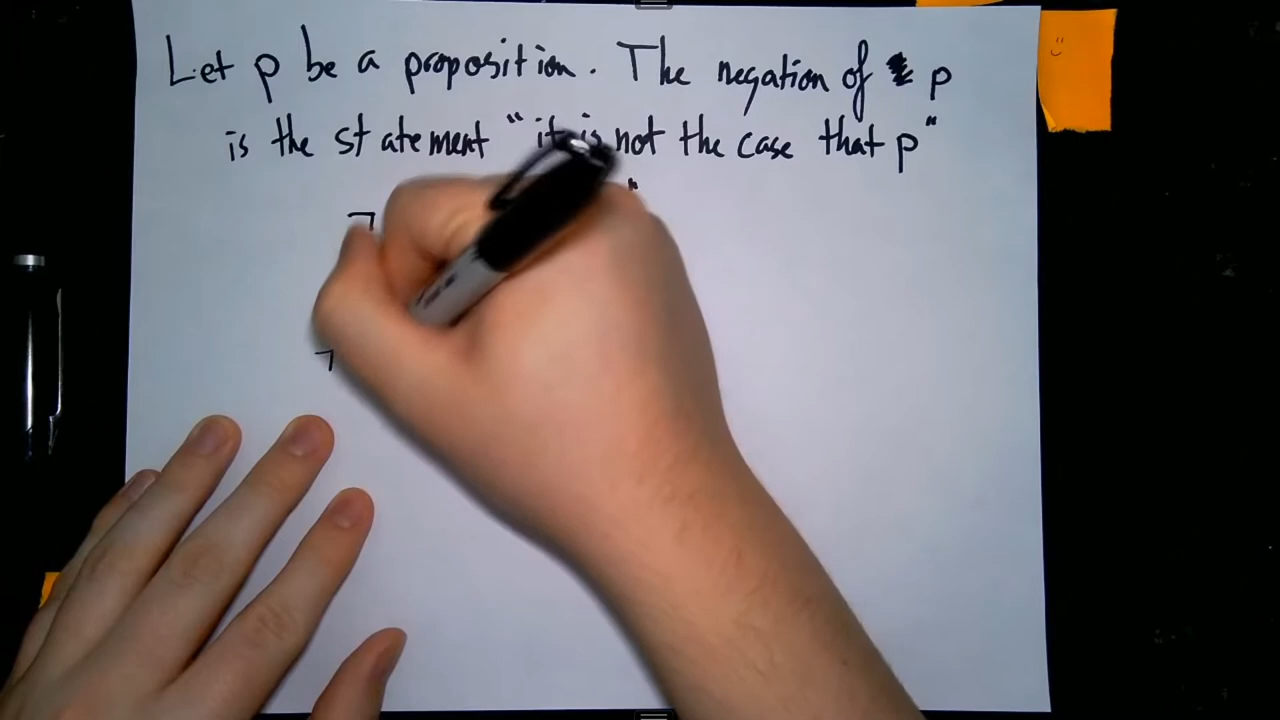 Let p be a proposition. The negation of p
is the statement "it is not the case that p"
¬ "
¬